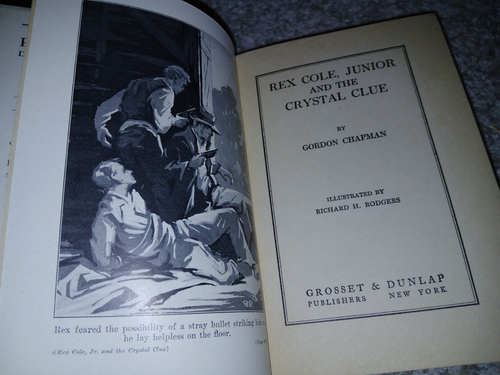 Rex feared the possibility of a stray bullet striking
he lay helpless on the floor.
(Rex Cole, Jr. and the Crystal Clue)
REX COLE, JUNIOR
AND THE
CRYSTAL CLUE
BY
GORDON CHAPMAN
ILLUSTRATED BY
RICHARD H. RODGERS
GROSSET & DUNLAP
PUBLISHERS NEW YORK